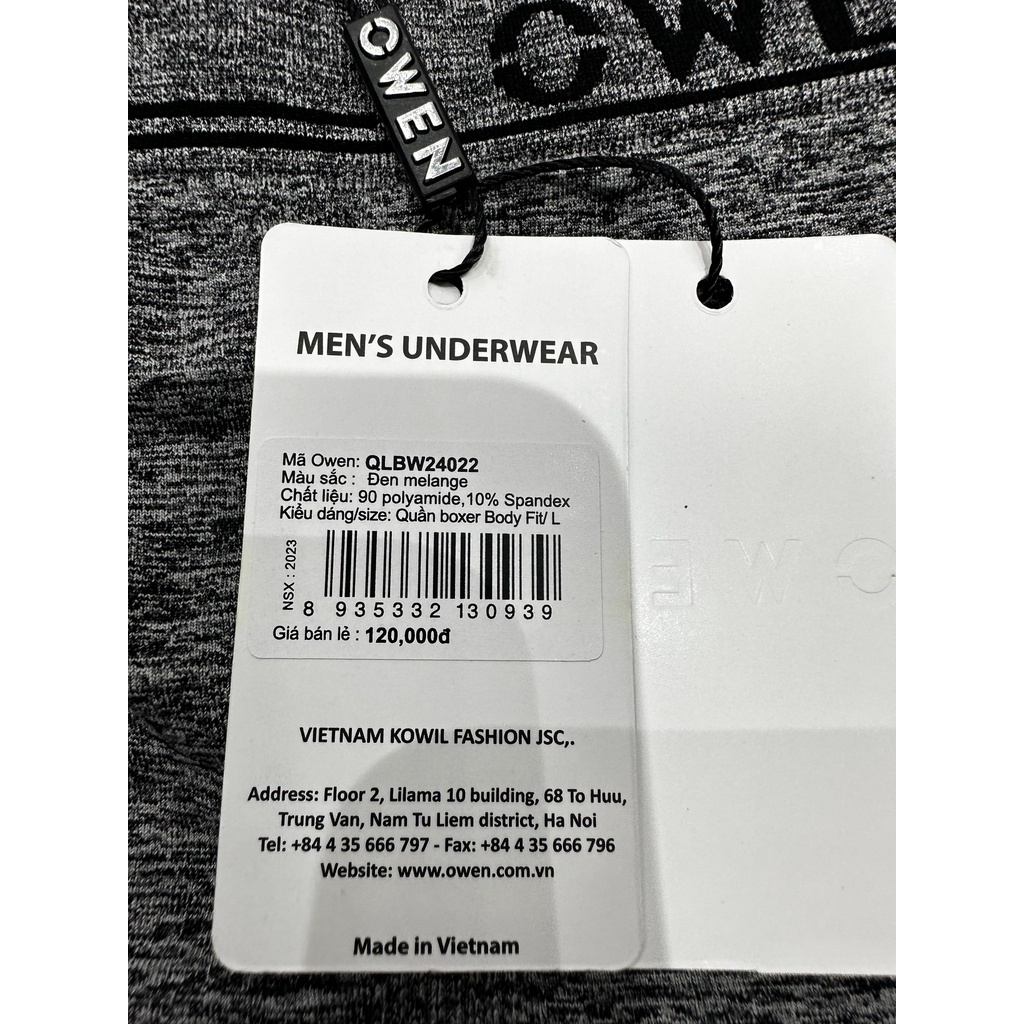 OWEN
OWE
MEN'S UNDERWEAR
Mã Owen: QLBW24022
Màu sắc : Đen melange
Chất liệu: 90 polyamide,10% Spandex
Kiểu dáng/size: Quần boxer Body Fit/ L
NSX : 2023
8 935332 130939
Giá bán lẻ : 120,000đ
VIETNAM KOWIL FASHION JSC,.
Address: Floor 2, Lilama 10 building, 68 To Huu,
Trung Van, Nam Tu Liem district, Ha Noi
Tel: +84 4 35 666 797 - Fax: +84 4 35 666 796
Website: www.owen.com.vn
Made in Vietnam
OWE